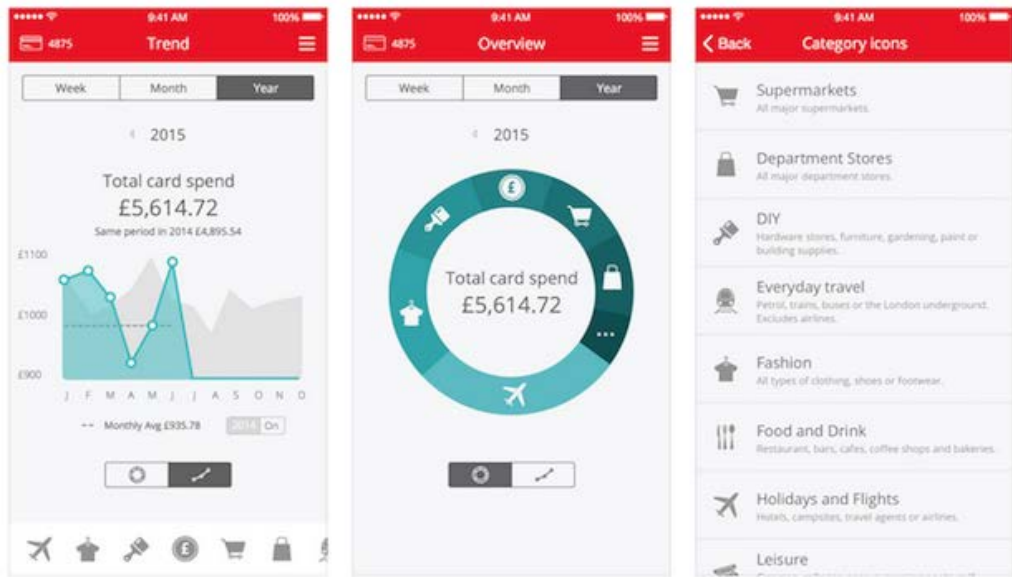 9:41 AM 100%
4875 Trend
Week Month Year
2015
Total card spend
£5,614.72
Same period in 2014 £4,895.54
£1100
£1000
£900
J F M A M J J A S O N D
-- Monthly Avg £935.78 2014 On
9:41 AM 100%
4875 Overview
Week Month Year
2015
£
Total card spend
£5,614.72
...
9:41 AM 100%
Back Category icons
Supermarkets
All major supermarkets.
Department Stores
All major department stores.
DIY
Hardware stores, furniture, gardening, paint or
building supplies.
Everyday travel
Petrol, trains, buses or the London underground.
Excludes airlines.
Fashion
All types of clothing, shoes or footwear.
Food and Drink
Restaurant, bars, cafes, coffee shops and bakeries.
Holidays and Flights
Hotels, campsites, travel agents or airlines.
Leisure